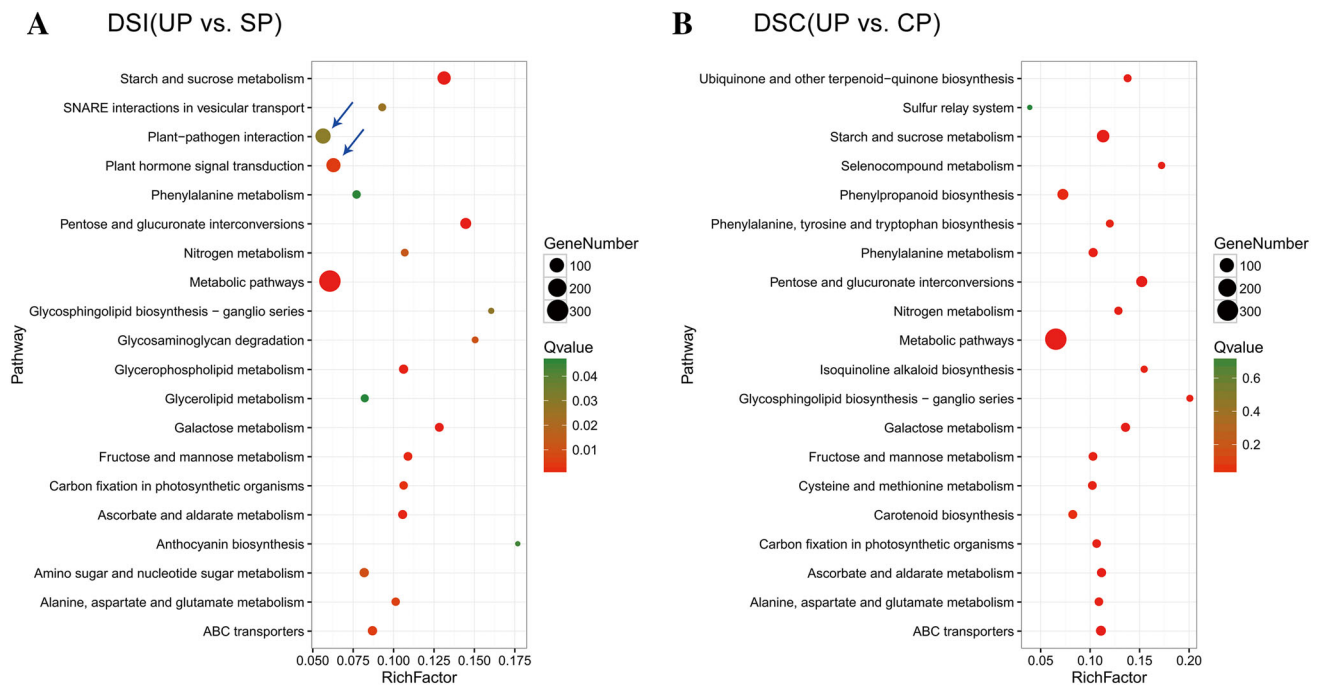 A DSI(UP vs. SP)
Pathway
Starch and sucrose metabolism
SNARE interactions in vesicular transport
Plant−pathogen interaction
Plant hormone signal transduction
Phenylalanine metabolism
Pentose and glucuronate interconversions
Nitrogen metabolism
Metabolic pathways
Glycosphingolipid biosynthesis − ganglio series
Glycosaminoglycan degradation
Glycerophospholipid metabolism
Glycerolipid metabolism
Galactose metabolism
Fructose and mannose metabolism
Carbon fixation in photosynthetic organisms
Ascorbate and aldarate metabolism
Anthocyanin biosynthesis
Amino sugar and nucleotide sugar metabolism
Alanine, aspartate and glutamate metabolism
ABC transporters
0.050 0.075 0.100 0.125 0.150 0.175
RichFactor
GeneNumber
100
200
300
Qvalue
0.04
0.03
0.02
0.01
B DSC(UP vs. CP)
Pathway
Ubiquinone and other terpenoid−quinone biosynthesis
Sulfur relay system
Starch and sucrose metabolism
Selenocompound metabolism
Phenylpropanoid biosynthesis
Phenylalanine, tyrosine and tryptophan biosynthesis
Phenylalanine metabolism
Pentose and glucuronate interconversions
Nitrogen metabolism
Metabolic pathways
Isoquinoline alkaloid biosynthesis
Glycosphingolipid biosynthesis − ganglio series
Galactose metabolism
Fructose and mannose metabolism
Cysteine and methionine metabolism
Carotenoid biosynthesis
Carbon fixation in photosynthetic organisms
Ascorbate and aldarate metabolism
Alanine, aspartate and glutamate metabolism
ABC transporters
0.05 0.10 0.15 0.20
RichFactor
GeneNumber
100
200
300
Qvalue
0.6
0.4
0.2